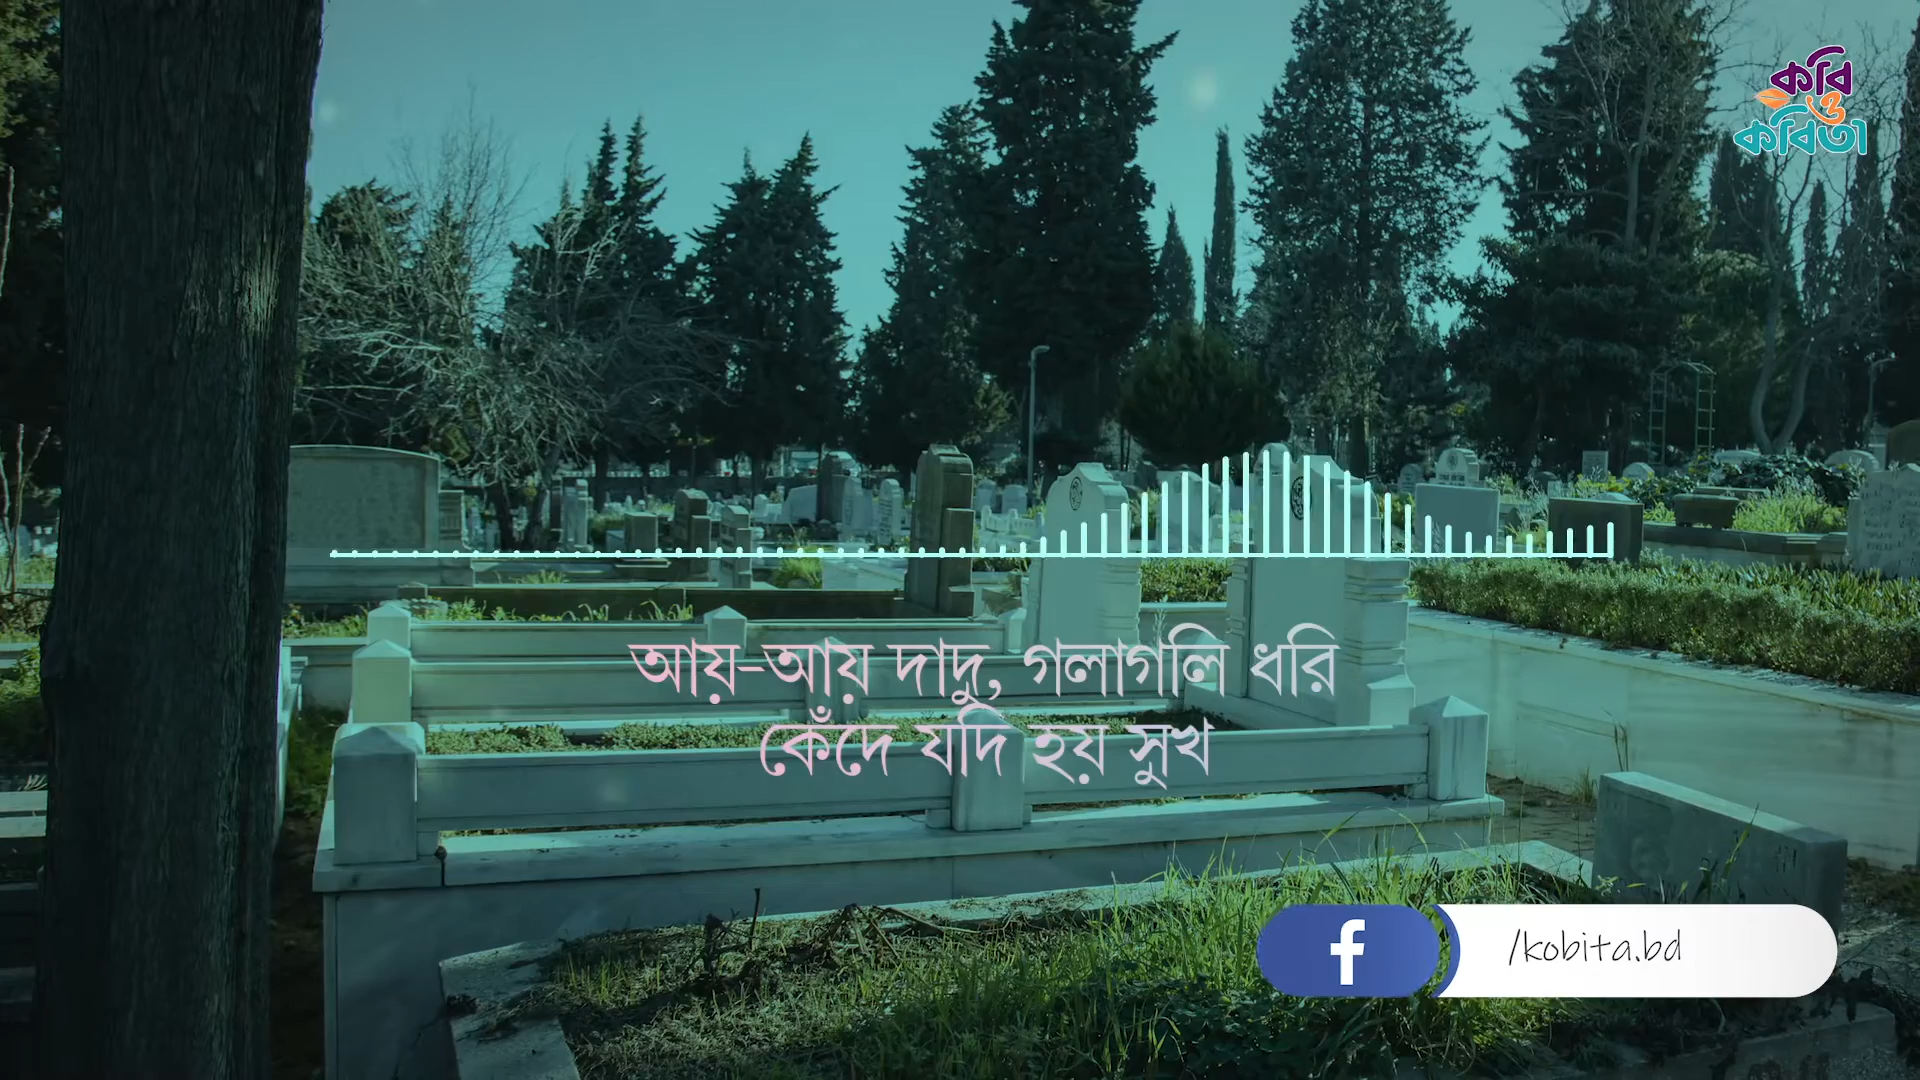 কবি
ও
কবিতা
আয়-আয় দাদু, গলাগলি ধরি
কেঁদে যদি হয় সুখ
/kobita.bd